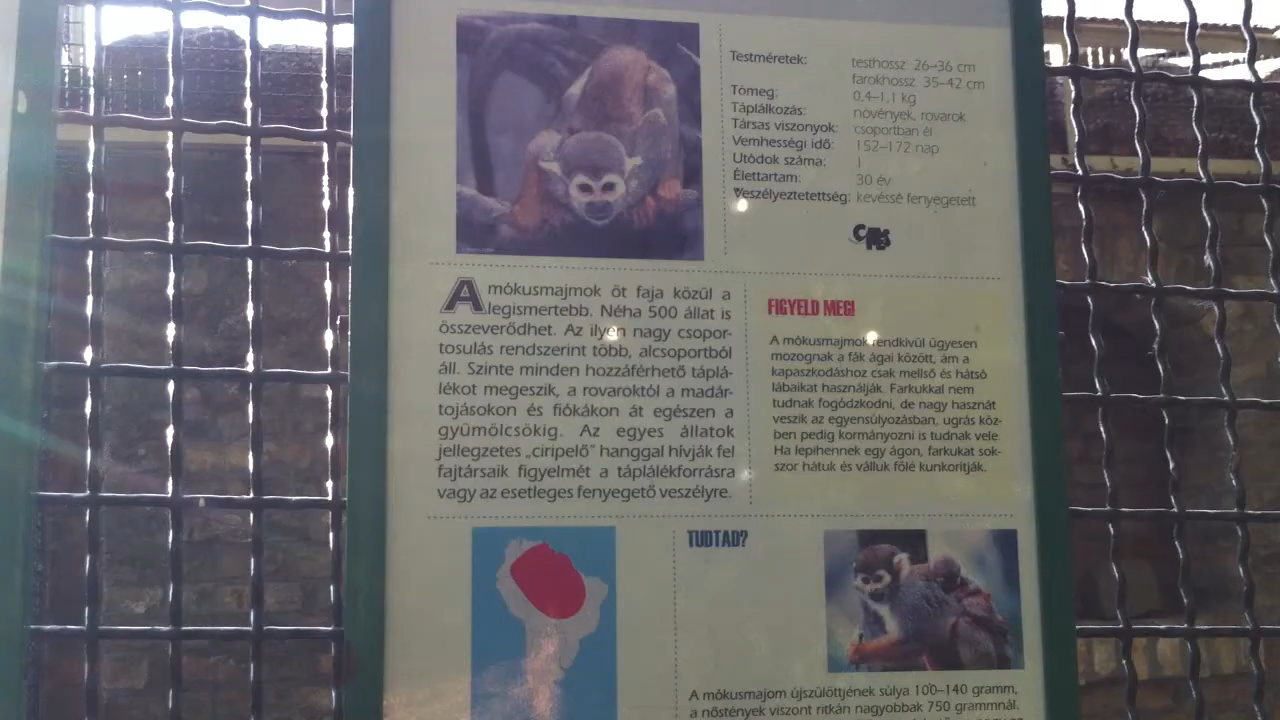 Testméretek: testhossz 26–36 cm
farokhossz 35–42 cm
Tömeg: 0,4–1,1 kg
Táplálkozás: növények, rovarok
Társas viszonyok: csoportban él
Vemhességi idő: 152–172 nap
Utódok száma: 1
Élettartam: 30 év
Veszélyeztetettség: kevéssé fenyegetett
CITES
A mókusmajmok öt faja közül a
legismertebb. Néha 500 állat is
összeverődhet. Az ilyen nagy csopor-
tosulás rendszerint több, alcsoportból
áll. Szinte minden hozzáférhető táplá-
lékot megeszik, a rovaroktól a madár-
tojásokon és fiókákon át egészen a
gyümölcsökig. Az egyes állatok
jellegzetes „ciripelő” hanggal hívják fel
fajtársaik figyelmét a táplálékforrásra
vagy az esetleges fenyegető veszélyre.
FIGYELD MEG!
A mókusmajmok rendkívül ügyesen
mozognak a fák ágai között, ám a
kapaszkodáshoz csak mellső és hátsó
lábaikat használják. Farkukkal nem
tudnak fogódzkodni, de nagy hasznát
veszik az egyensúlyozásban, ugrás köz-
ben pedig kormányozni is tudnak vele.
Ha lepihennek egy ágon, farkukat sok-
szor hátuk és válluk fölé kunkorítják.
TUDTAD?
A mókusmajom újszülöttjének súlya 100–140 gramm,
a nőstények viszont ritkán nagyobbak 750 grammnál.